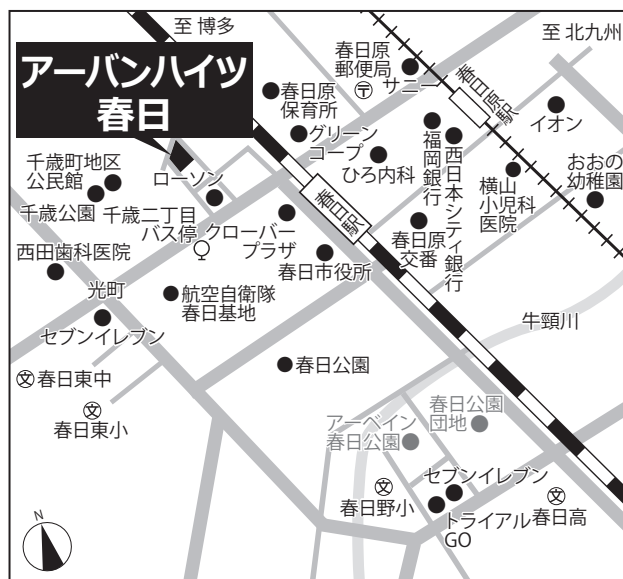 至 博多
至 北九州
アーバンハイツ
春日
春日原
郵便局
サニー
〒
春日原駅
春日原
保育所
グリーン
コープ
ひろ内科
福岡銀行
西日本シティ銀行
イオン
横山
小児科
医院
おおの
幼稚園
千歳町地区
公民館
ローソン
千歳公園
千歳二丁目
バス停
クローバー
プラザ
春日駅
春日原
交番
春日市役所
西田歯科医院
光町
航空自衛隊
春日基地
セブンイレブン
牛頸川
春日公園
文
春日東中
文
春日東小
アーベイン
春日公園
春日公園
団地
セブンイレブン
文
春日野小
トライアル
GO
文
春日高
N